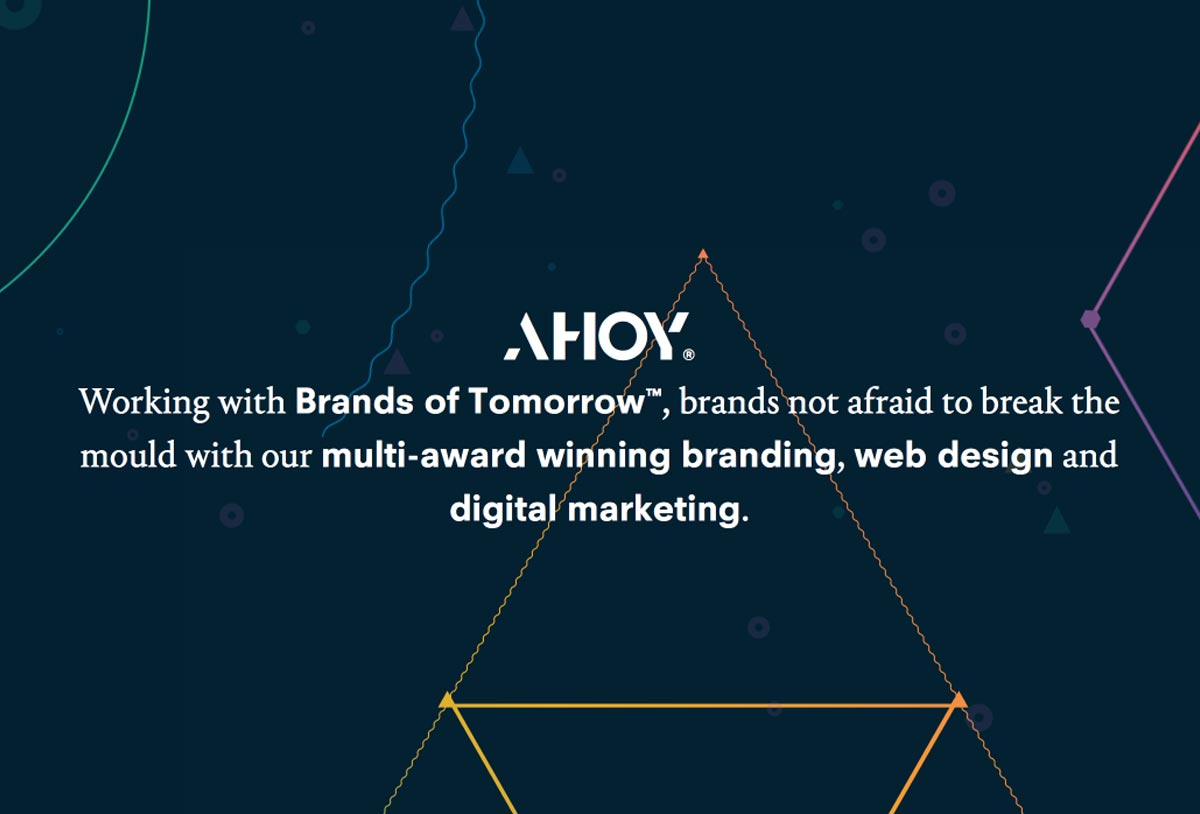 AHOY®
Working with Brands of Tomorrow™, brands not afraid to break the
mould with our multi-award winning branding, web design and
digital marketing.